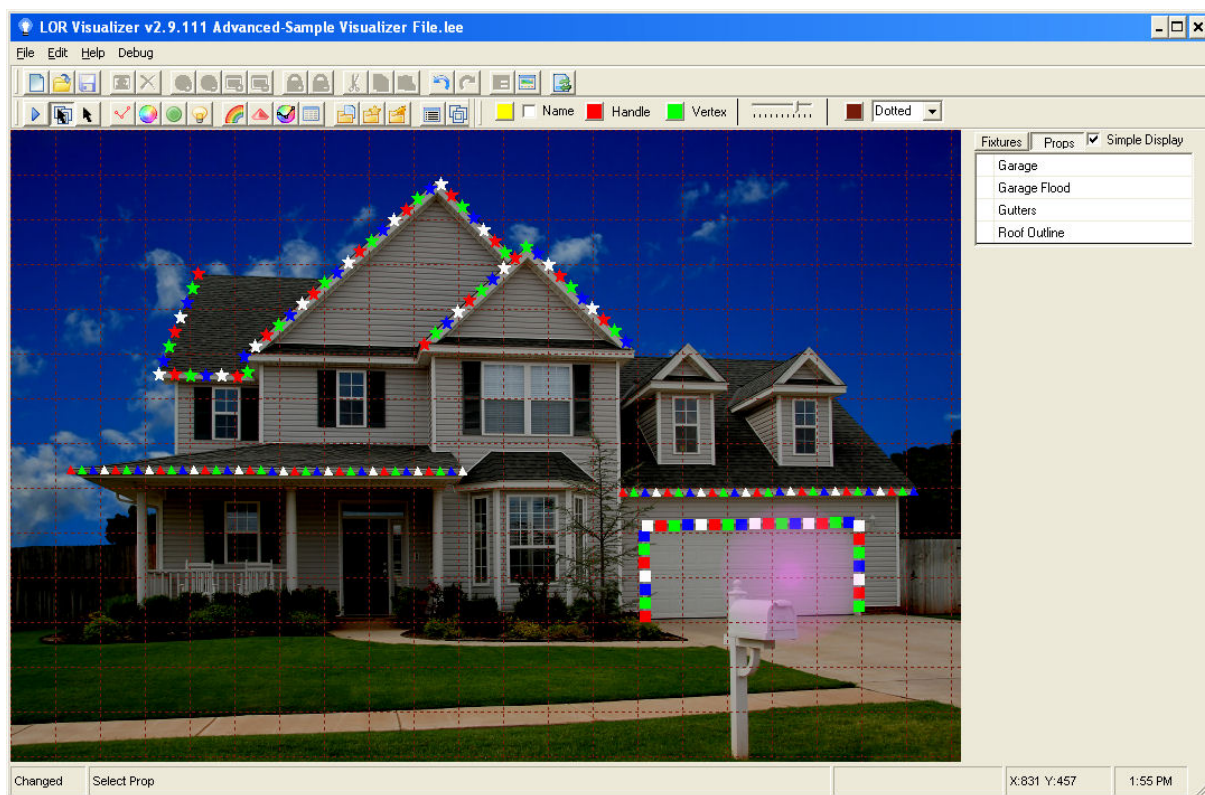 LOR Visualizer v2.9.111 Advanced-Sample Visualizer File.lee
File Edit Help Debug
Name Handle Vertex Dotted
Fixtures Props Simple Display
Garage
Garage Flood
Gutters
Roof Outline
Changed Select Prop X:831 Y:457 1:55 PM